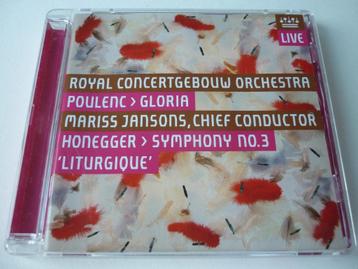 LIVE
ROYAL CONCERTGEBOUW ORCHESTRA
POULENC > GLORIA
MARISS JANSONS, CHIEF CONDUCTOR
HONEGGER > SYMPHONY NO.3
'LITURGIQUE'